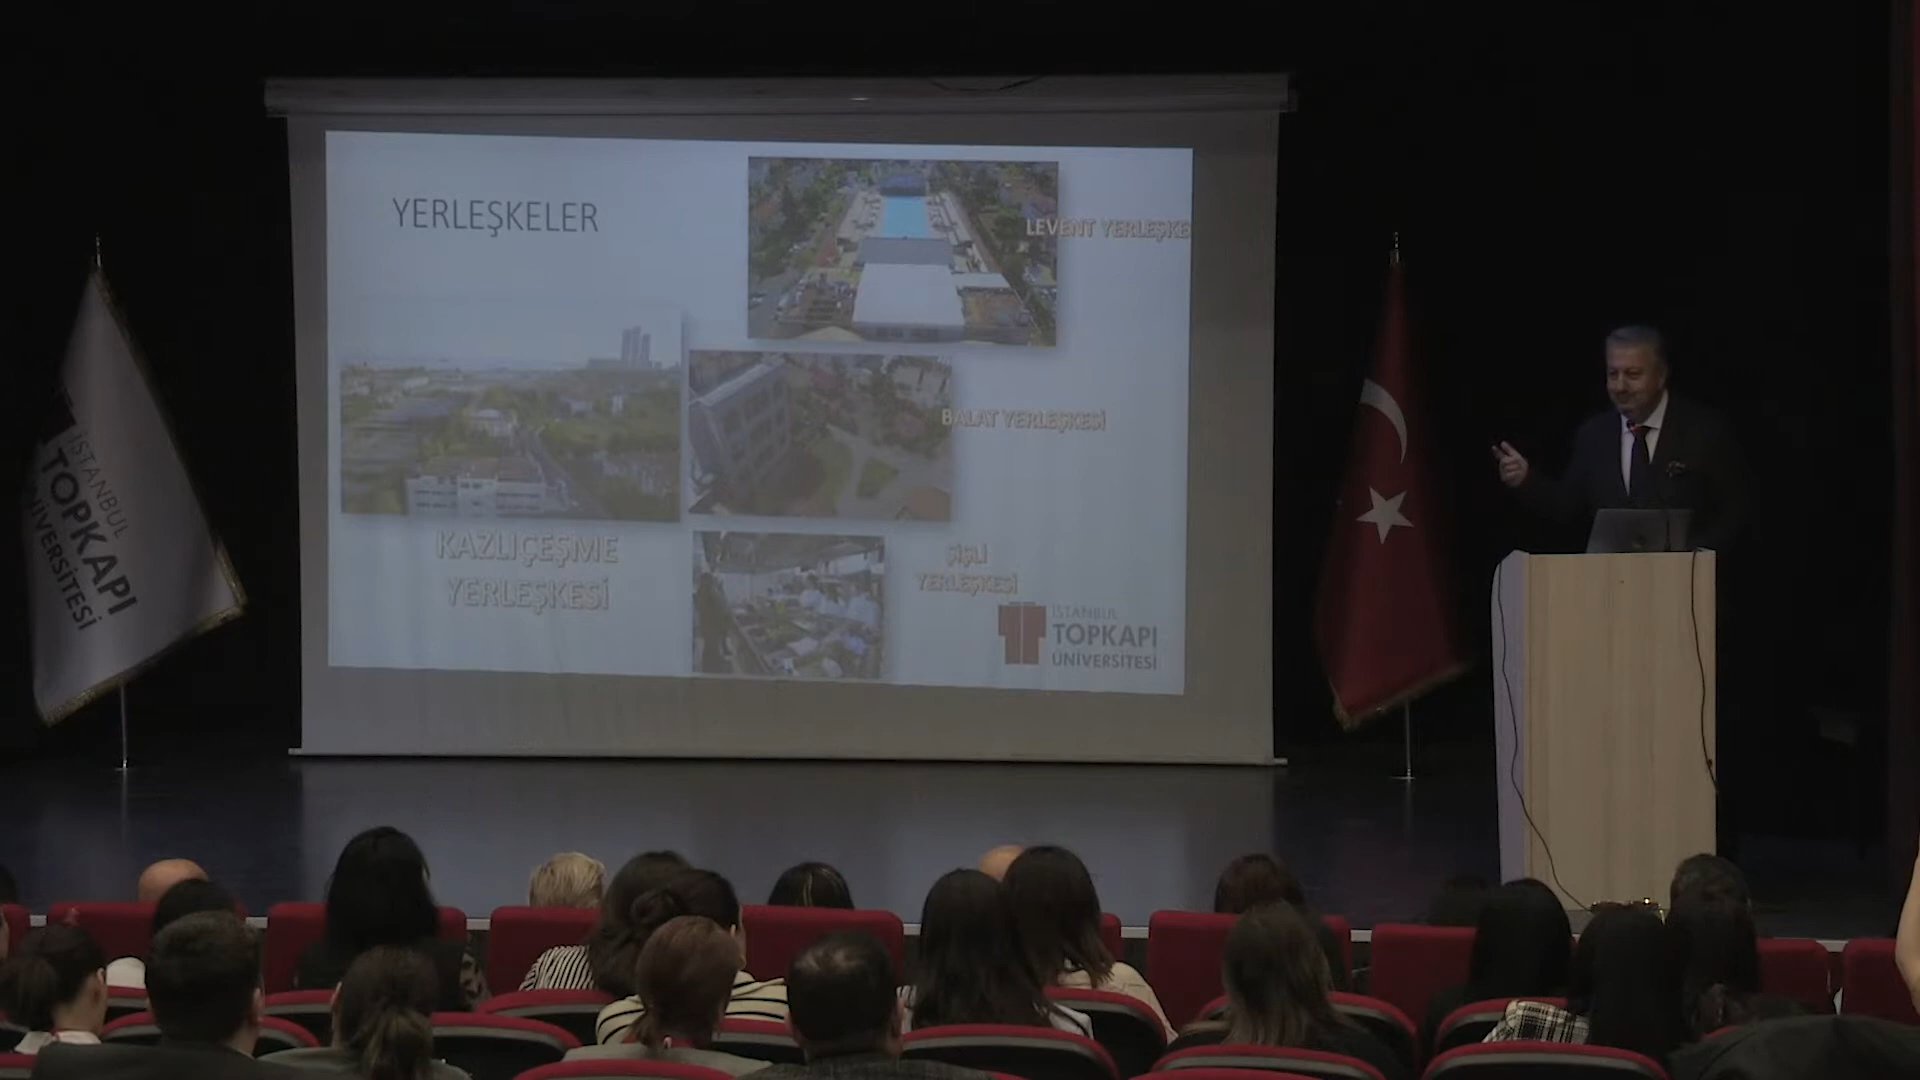 YERLEŞKELER
LEVENT YERLEŞKE
BALAT YERLEŞKESİ
KAZLIÇEŞME
YERLEŞKESİ
ŞİŞLİ
YERLEŞKESİ
İSTANBUL
TOPKAPI
ÜNİVERSİTESİ
İSTANBUL
TOPKAPI
ÜNİVERSİTESİ